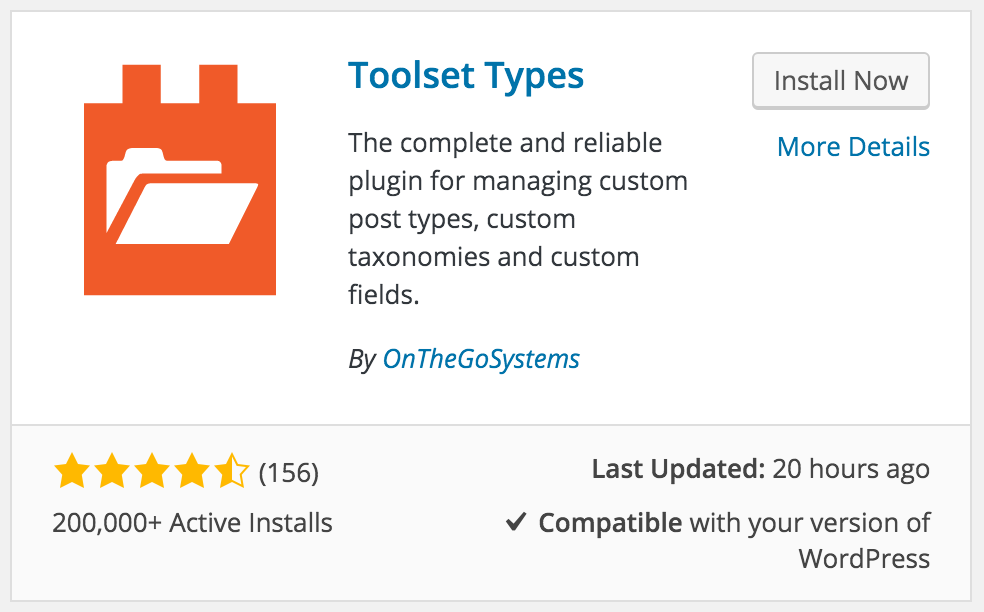 Toolset Types
Install Now
More Details
The complete and reliable
plugin for managing custom
post types, custom
taxonomies and custom
fields.
By OnTheGoSystems
(156)
200,000+ Active Installs
Last Updated: 20 hours ago
✔ Compatible with your version of
WordPress